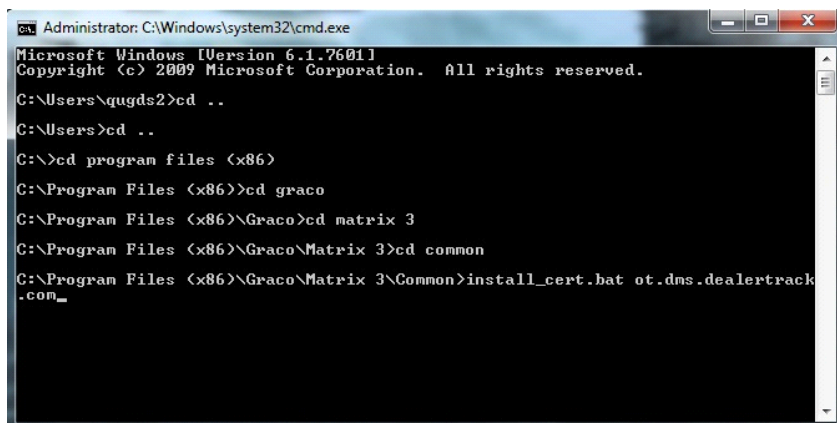 Administrator: C:\Windows\system32\cmd.exe
Microsoft Windows [Version 6.1.7601]
Copyright (c) 2009 Microsoft Corporation.  All rights reserved.
C:\Users\qugds2>cd ..
C:\Users>cd ..
C:\>cd program files (x86)
C:\Program Files (x86)>cd graco
C:\Program Files (x86)\Graco>cd matrix 3
C:\Program Files (x86)\Graco\Matrix 3>cd common
C:\Program Files (x86)\Graco\Matrix 3\Common>install_cert.bat ot.dms.dealertrack
.com_